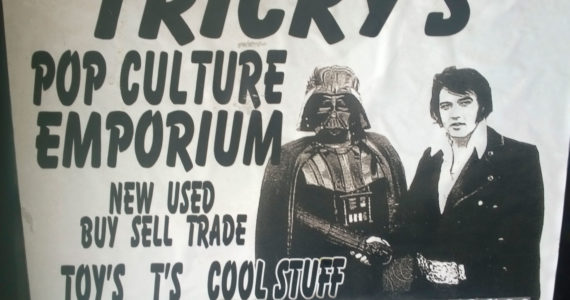 TRICKY'S
POP CULTURE
EMPORIUM
NEW USED
BUY SELL TRADE
TOY'S T'S COOL STUFF